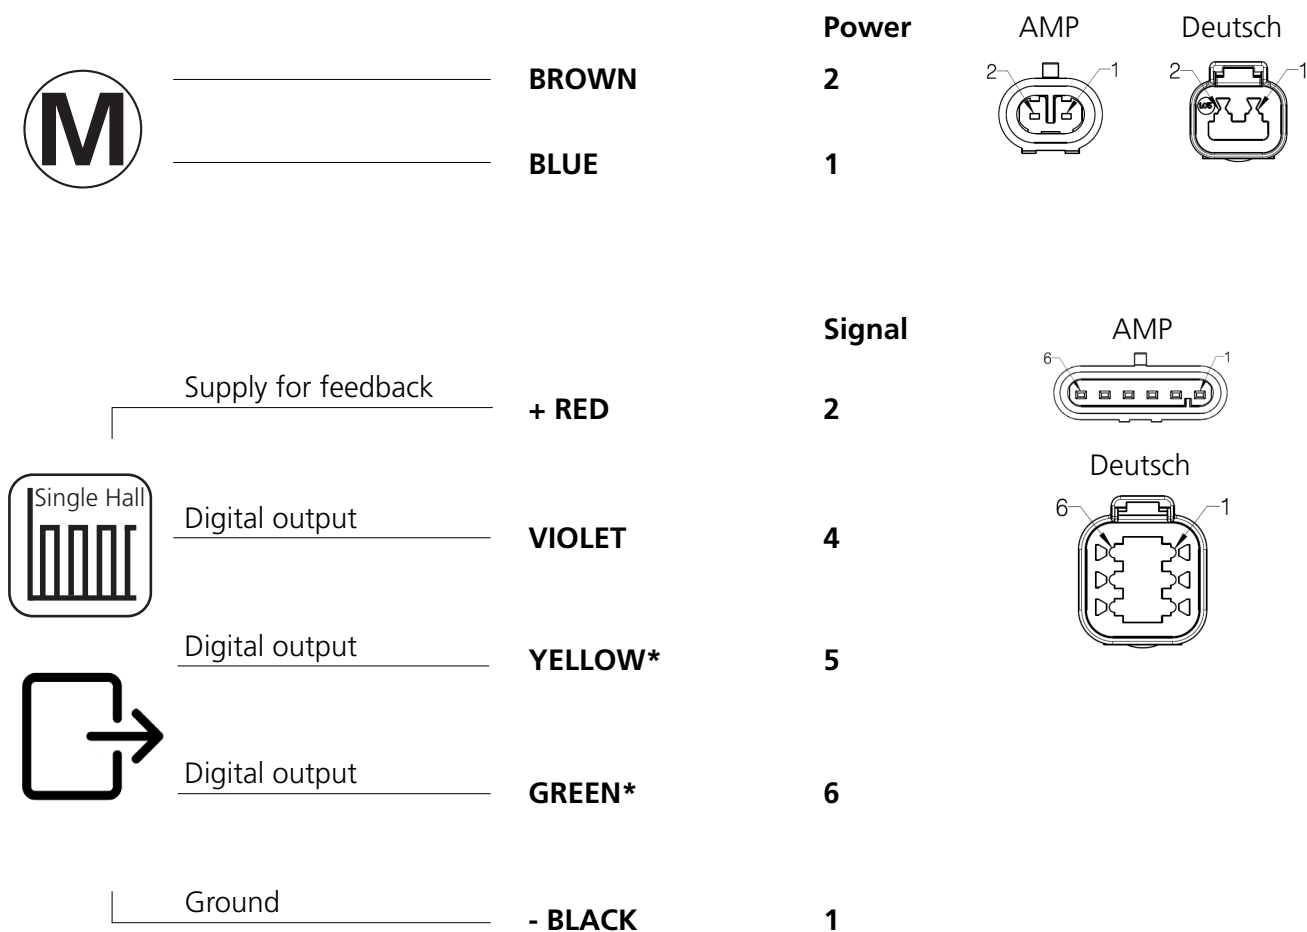 Power AMP Deutsch
M BROWN 2 2 1 2 1
BLUE 1
Signal AMP
6 1
Supply for feedback
+ RED 2
Deutsch
Single Hall
Digital output
VIOLET 4
6 1
Digital output
YELLOW* 5
Digital output
GREEN* 6
Ground
- BLACK 1